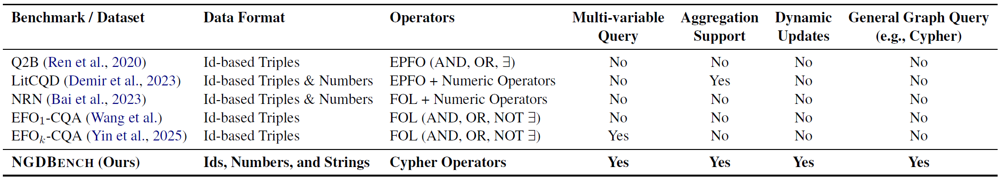 Benchmark / Dataset Data Format Operators Multi-variable Query Aggregation Support Dynamic Updates General Graph Query (e.g., Cypher)
Q2B (Ren et al., 2020) Id-based Triples EPFO (AND, OR, ∃) No No No No
LitCQD (Demir et al., 2023) Id-based Triples & Numbers EPFO + Numeric Operators No Yes No No
NRN (Bai et al., 2023) Id-based Triples & Numbers FOL + Numeric Operators No No No No
EFO₁-CQA (Wang et al.) Id-based Triples FOL (AND, OR, NOT ∃) No No No No
EFOₖ-CQA (Yin et al., 2025) Id-based Triples FOL (AND, OR, NOT ∃) Yes No No No
NGDBENCH (Ours) Ids, Numbers, and Strings Cypher Operators Yes Yes Yes Yes